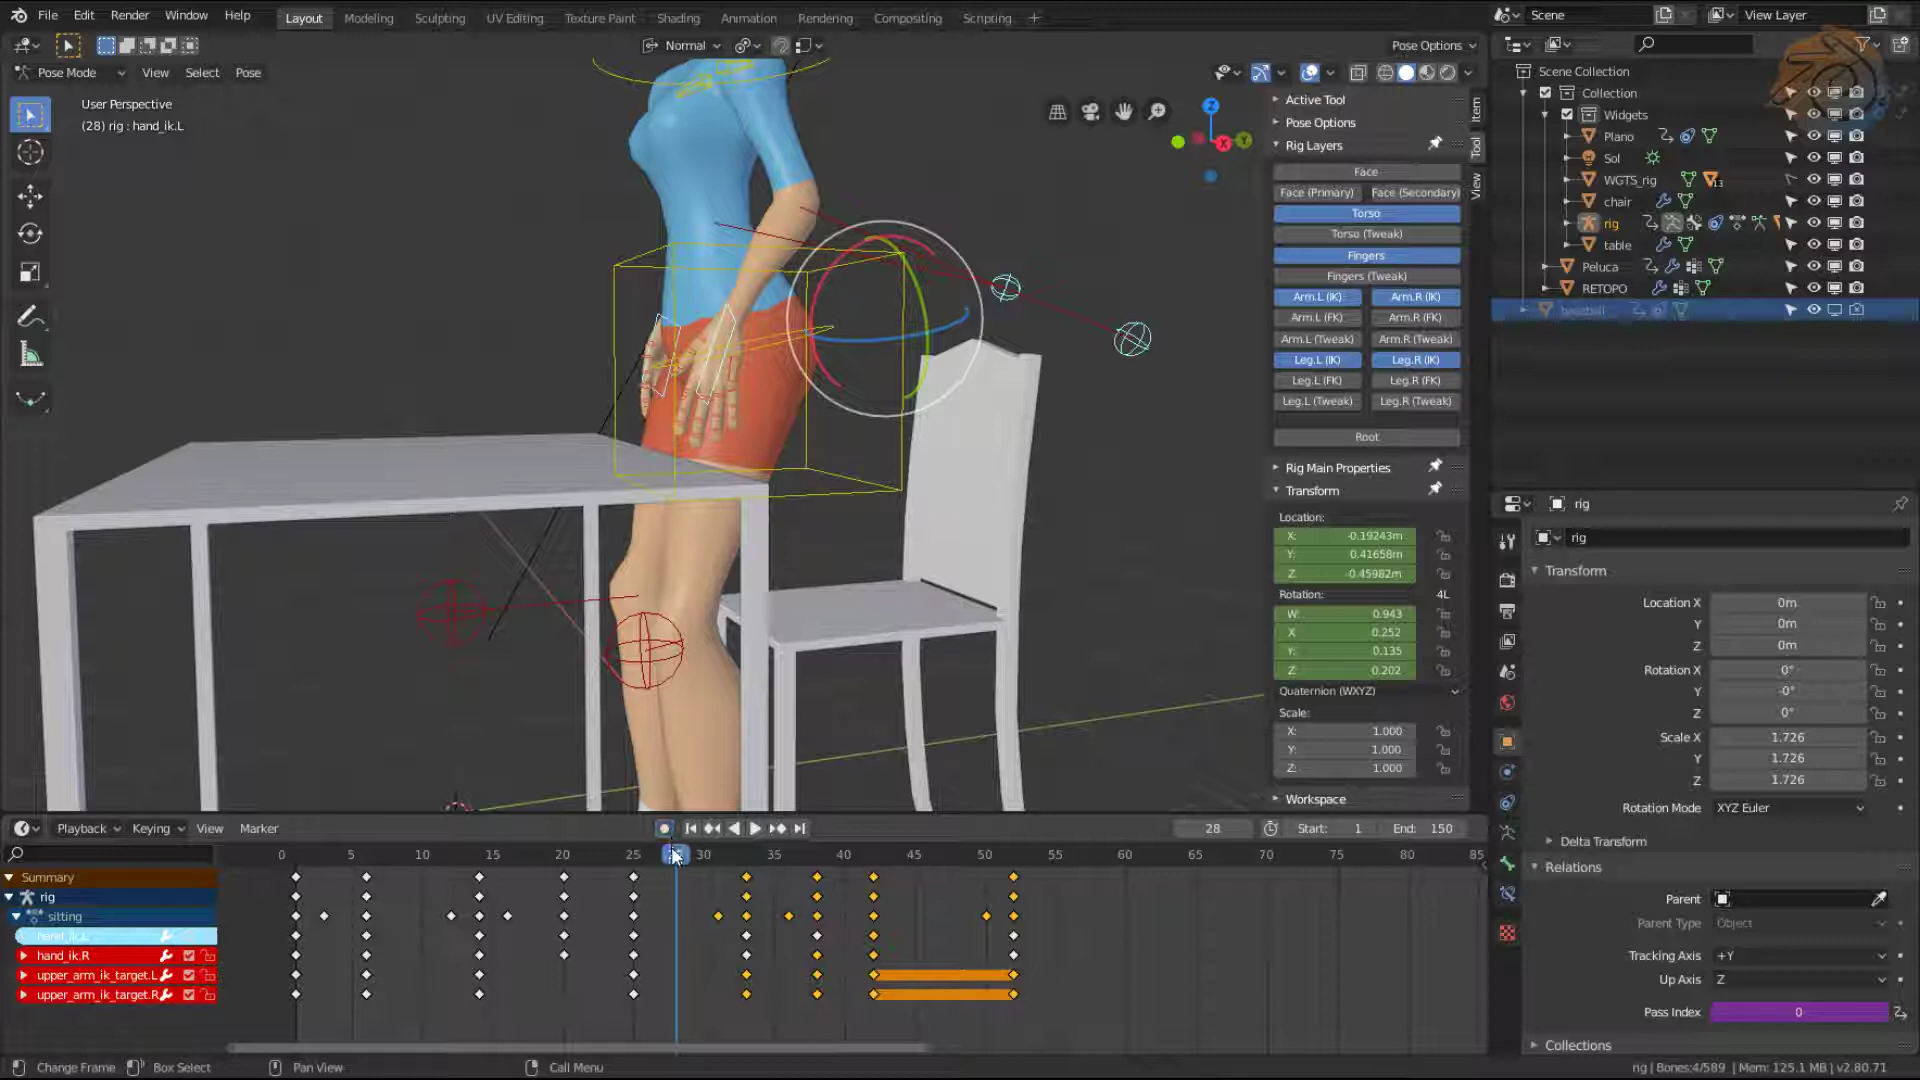 File Edit Render Window Help
Layout Modeling Sculpting UV Editing Texture Paint Shading Animation Rendering Compositing Scripting +
Scene View Layer
Normal Pose Options
Pose Mode View Select Pose
User Perspective
(28) rig : hand_ik.L
Z
X
Y
Active Tool
Pose Options
Rig Layers
Face
Face (Primary) Face (Secondary)
Torso
Torso (Tweak)
Fingers
Fingers (Tweak)
Arm.L (IK) Arm.R (IK)
Arm.L (FK) Arm.R (FK)
Arm.L (Tweak) Arm.R (Tweak)
Leg.L (IK) Leg.R (IK)
Leg.L (FK) Leg.R (FK)
Leg.L (Tweak) Leg.R (Tweak)
Root
Rig Main Properties
Transform
Location:
X: -0.19243m
Y: 0.41658m
Z: -0.45982m
Rotation: 4L
W: 0.943
X 0.252
Y: 0.135
Z: 0.202
Quaternion (WXYZ)
Scale:
X: 1.000
Y: 1.000
Z: 1.000
Workspace
Item
Tool
View
Scene Collection
Collection
Widgets
Plano
Sol
WGTS_rig 13
chair
rig
table
Peluca
RETOPO
rig
rig
Transform
Location X 0m
Y 0m
Z 0m
Rotation X 0°
Y -0°
Z 0°
Scale X 1.726
Y 1.726
Z 1.726
Rotation Mode XYZ Euler
Delta Transform
Relations
Parent
Parent Type Object
Tracking Axis +Y
Up Axis Z
Pass Index 0
Collections
Playback Keying View Marker 28 Start: 1 End: 150
0 5 10 15 20 25 30 35 40 45 50 55 60 65 70 75 80 85
Summary
rig
sitting
hand_ik.R
upper_arm_ik_target.L
upper_arm_ik_target.R
Change Frame Box Select Pan View Call Menu rig | Bones:4/589 | Mem: 125.1 MB | v2.80.71